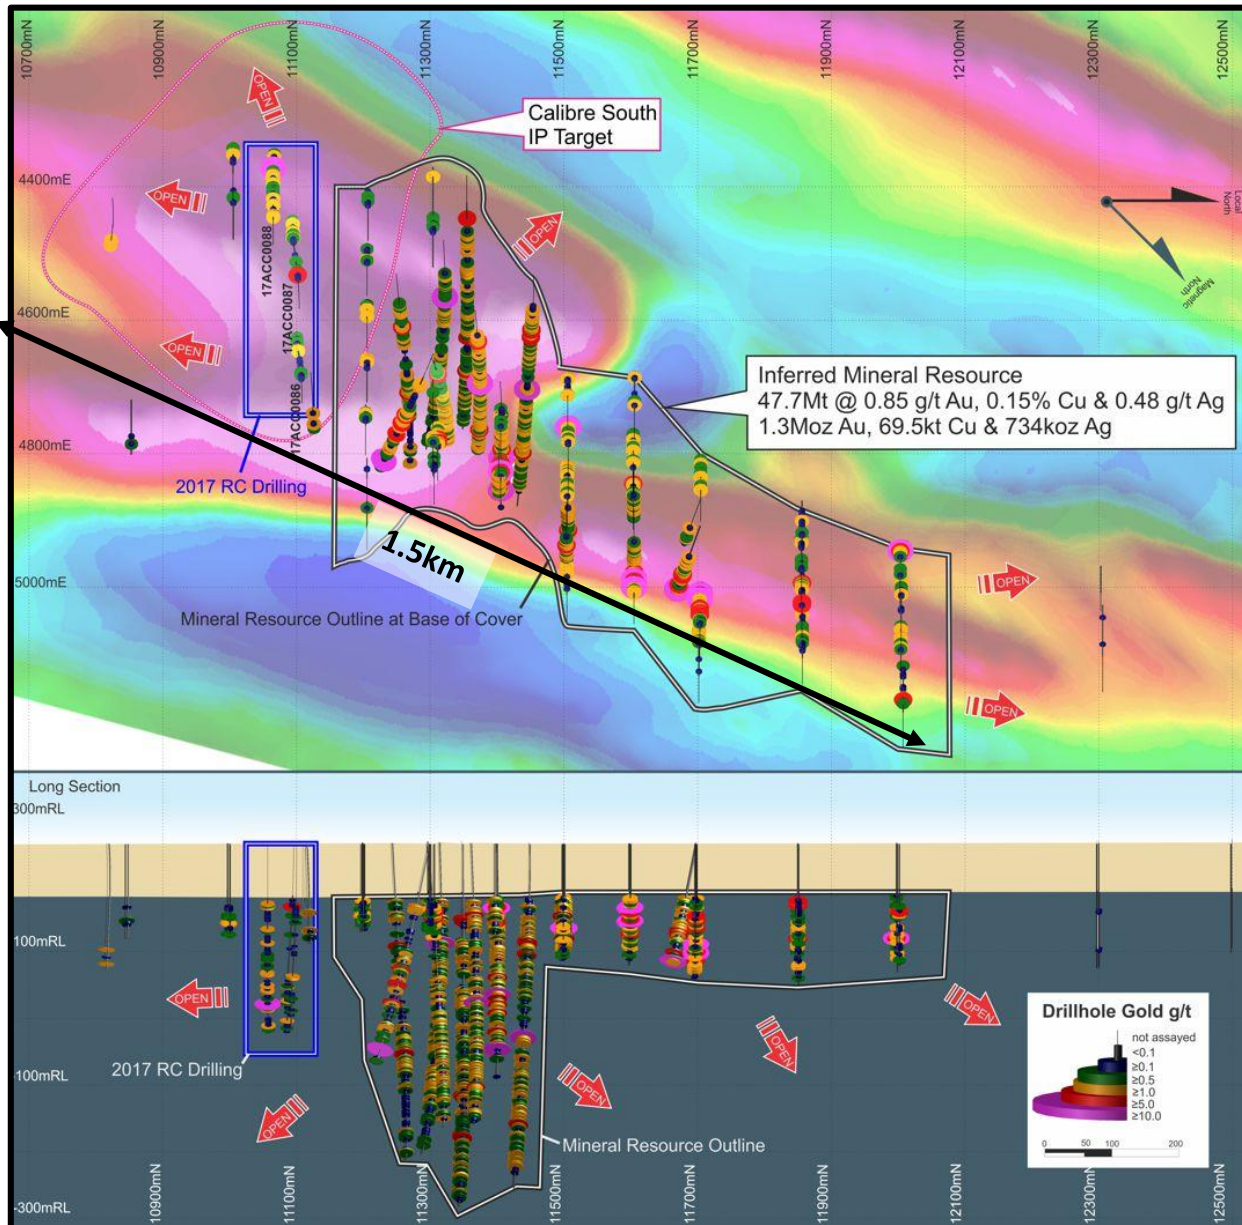 10700mN
10900mN
11100mN
11300mN
11500mN
11700mN
11900mN
12100mN
12300mN
12500mN
OPEN
Calibre South
IP Target
4400mE
OPEN
OPEN
Local
North
Magnetic
North
17ACC0088
17ACC0087
17ACC0086
4600mE
OPEN
Inferred Mineral Resource
47.7Mt @ 0.85 g/t Au, 0.15% Cu & 0.48 g/t Ag
1.3Moz Au, 69.5kt Cu & 734koz Ag
4800mE
2017 RC Drilling
1.5km
5000mE
OPEN
Mineral Resource Outline at Base of Cover
OPEN
Long Section
300mRL
100mRL
OPEN
OPEN
OPEN
2017 RC Drilling
-100mRL
OPEN
OPEN
Mineral Resource Outline
-300mRL
Drillhole Gold g/t
not assayed
<0.1
≥0.1
≥0.5
≥1.0
≥5.0
≥10.0
0 50 100 200
10900mN
11100mN
11300mN
11500mN
11700mN
11900mN
12100mN
12300mN
12500mN